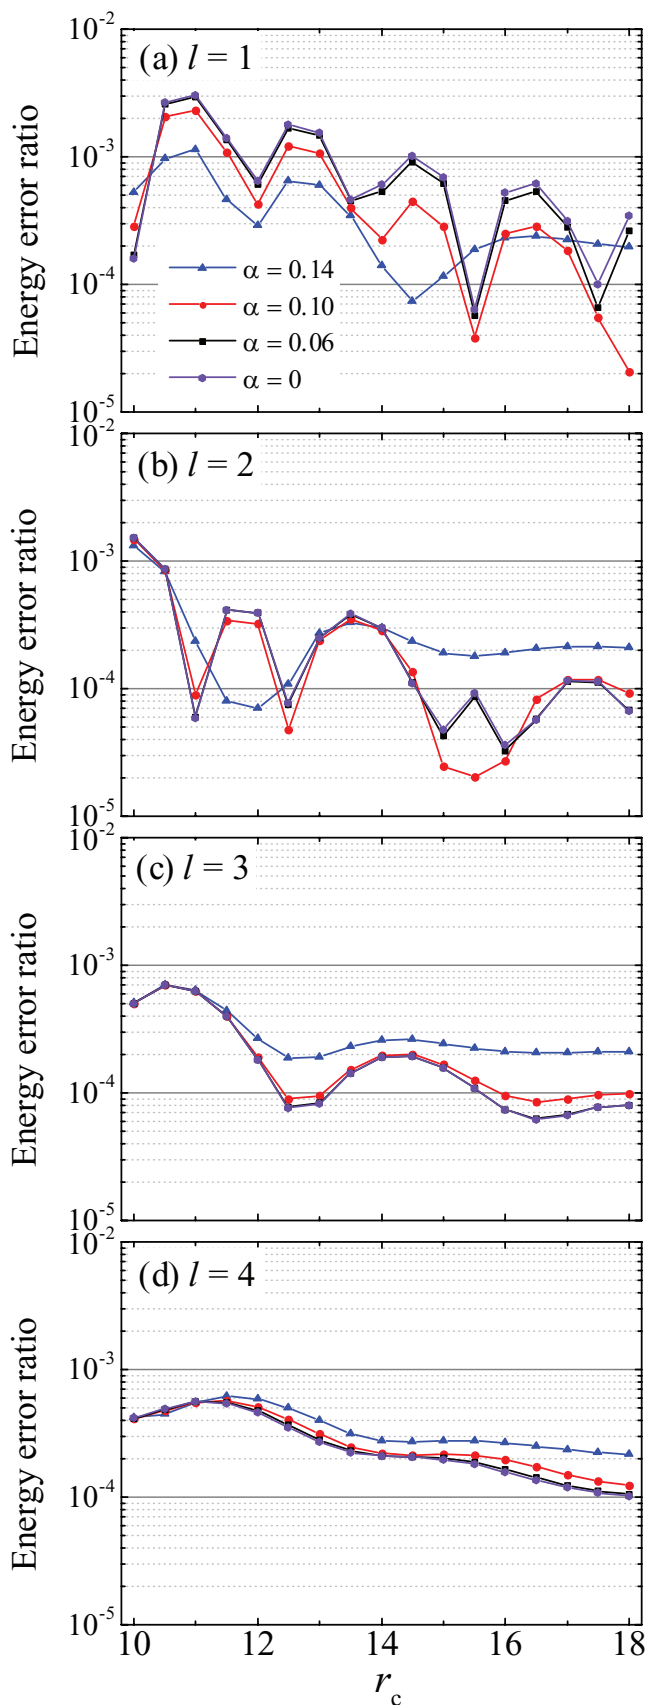 10⁻²
(a) l = 1
10⁻³
Energy error ratio
10⁻⁴
α = 0.14
α = 0.10
α = 0.06
α = 0
10⁻⁵
10⁻²
(b) l = 2
10⁻³
Energy error ratio
10⁻⁴
10⁻⁵
10⁻²
(c) l = 3
10⁻³
Energy error ratio
10⁻⁴
10⁻⁵
10⁻²
(d) l = 4
10⁻³
Energy error ratio
10⁻⁴
10⁻⁵
10 12 14 16 18
r_c